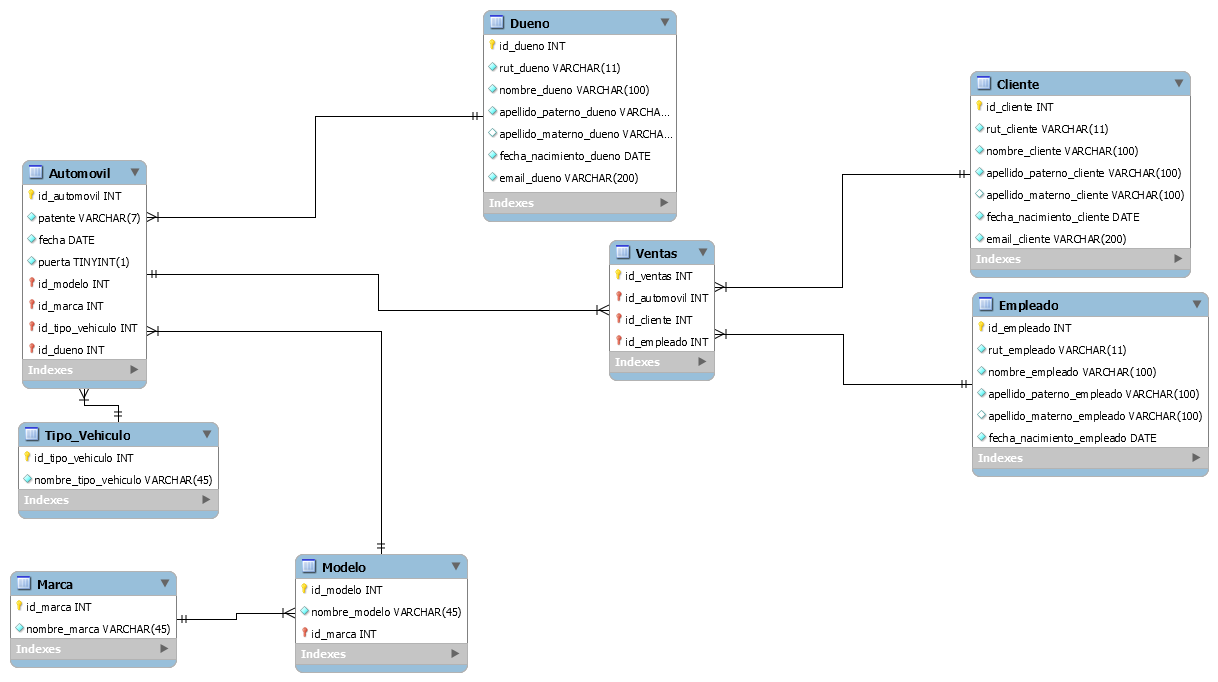 Dueno
id_dueno INT
rut_dueno VARCHAR(11)
nombre_dueno VARCHAR(100)
apellido_paterno_dueno VARCHA...
apellido_materno_dueno VARCHA...
fecha_nacimiento_dueno DATE
email_dueno VARCHAR(200)
Indexes
Cliente
id_cliente INT
rut_cliente VARCHAR(11)
nombre_cliente VARCHAR(100)
apellido_paterno_cliente VARCHAR(100)
apellido_materno_cliente VARCHAR(100)
fecha_nacimiento_cliente DATE
email_cliente VARCHAR(200)
Indexes
Automovil
id_automovil INT
patente VARCHAR(7)
fecha DATE
puerta TINYINT(1)
id_modelo INT
id_marca INT
id_tipo_vehiculo INT
id_dueno INT
Indexes
Ventas
id_ventas INT
id_automovil INT
id_cliente INT
id_empleado INT
Indexes
Empleado
id_empleado INT
rut_empleado VARCHAR(11)
nombre_empleado VARCHAR(100)
apellido_paterno_empleado VARCHAR(100)
apellido_materno_empleado VARCHAR(100)
fecha_nacimiento_empleado DATE
Indexes
Tipo_Vehiculo
id_tipo_vehiculo INT
nombre_tipo_vehiculo VARCHAR(45)
Indexes
Marca
id_marca INT
nombre_marca VARCHAR(45)
Indexes
Modelo
id_modelo INT
nombre_modelo VARCHAR(45)
id_marca INT
Indexes